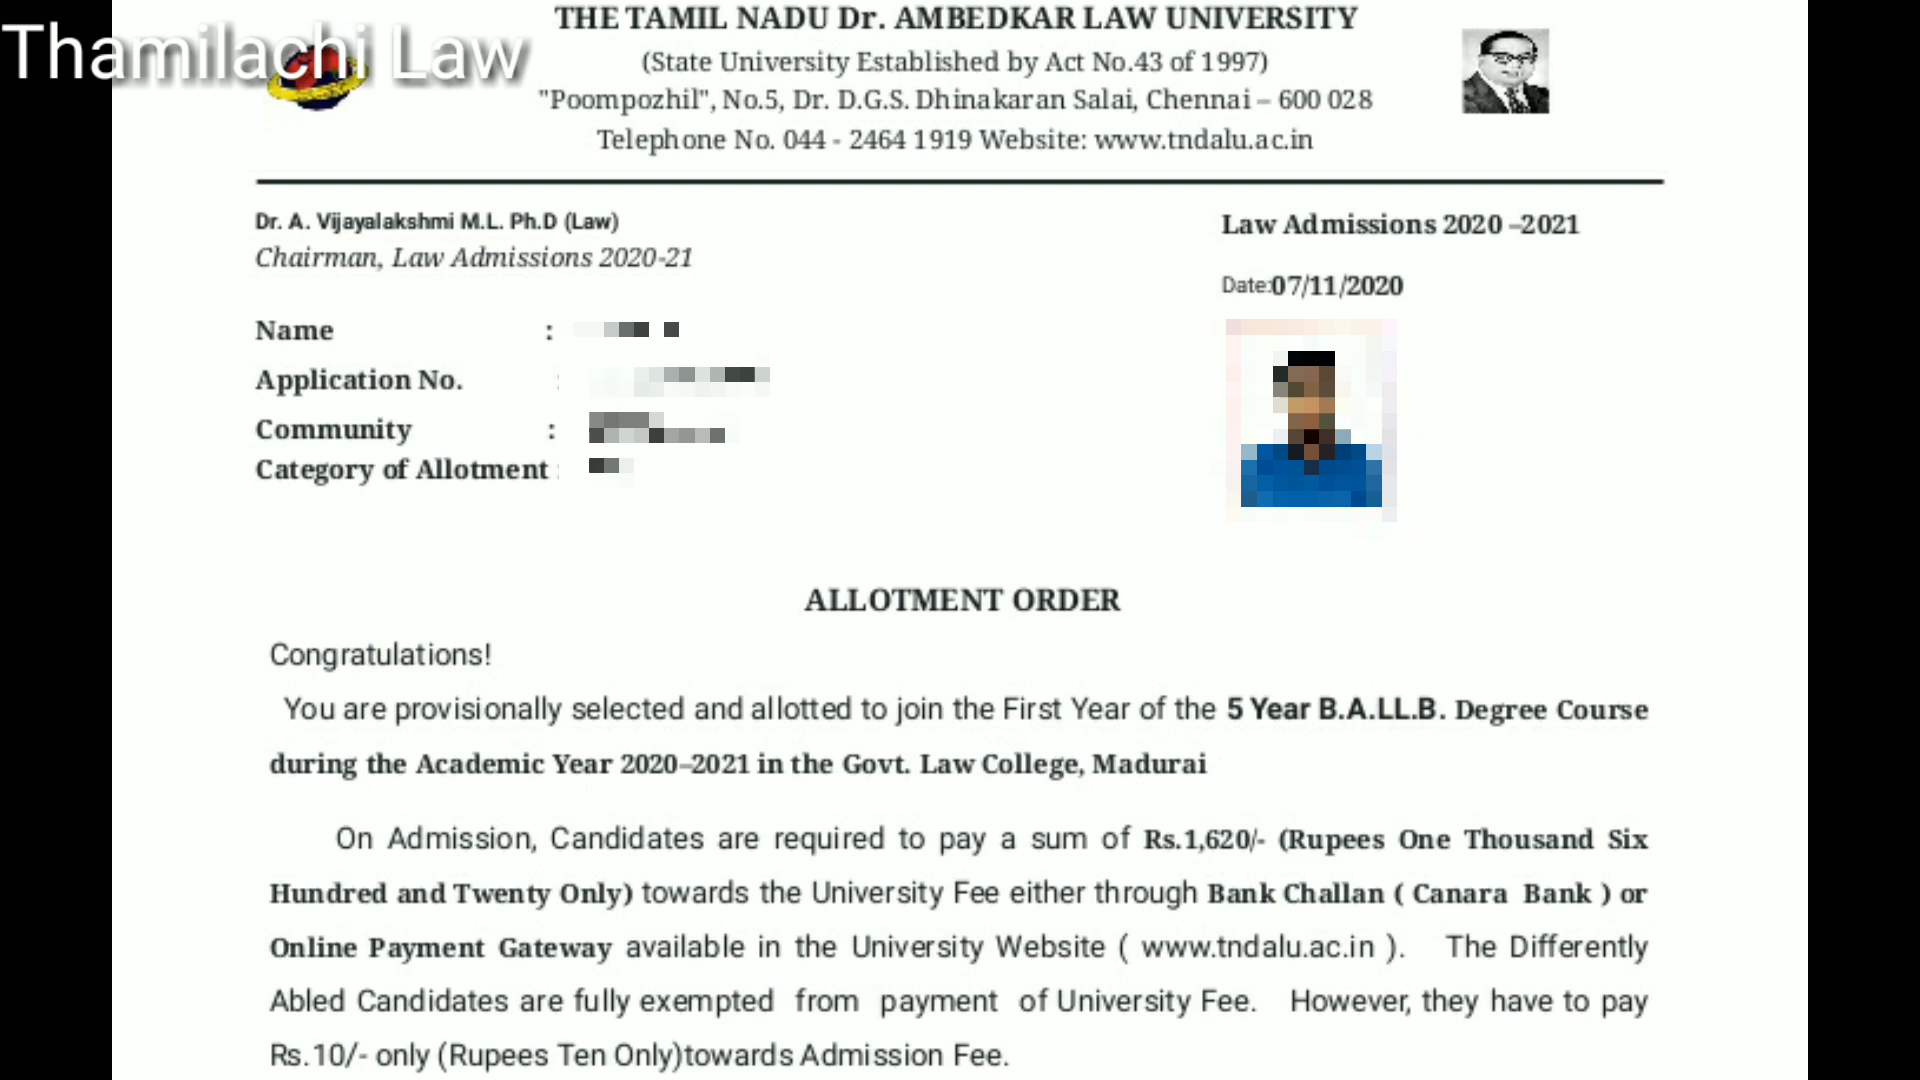 Thamilachi Law
THE TAMIL NADU Dr. AMBEDKAR LAW UNIVERSITY
(State University Established by Act No.43 of 1997)
"Poompozhil", No.5, Dr. D.G.S. Dhinakaran Salai, Chennai – 600 028
Telephone No. 044 - 2464 1919 Website: www.tndalu.ac.in
Dr. A. Vijayalakshmi M.L. Ph.D (Law)
Chairman, Law Admissions 2020-21
Law Admissions 2020 –2021
Date:07/11/2020
Name :
Application No. :
Community :
Category of Allotment :
ALLOTMENT ORDER
Congratulations!
You are provisionally selected and allotted to join the First Year of the 5 Year B.A.LL.B. Degree Course
during the Academic Year 2020–2021 in the Govt. Law College, Madurai
On Admission, Candidates are required to pay a sum of Rs.1,620/- (Rupees One Thousand Six
Hundred and Twenty Only) towards the University Fee either through Bank Challan ( Canara Bank ) or
Online Payment Gateway available in the University Website ( www.tndalu.ac.in ). The Differently
Abled Candidates are fully exempted from payment of University Fee. However, they have to pay
Rs.10/- only (Rupees Ten Only)towards Admission Fee.